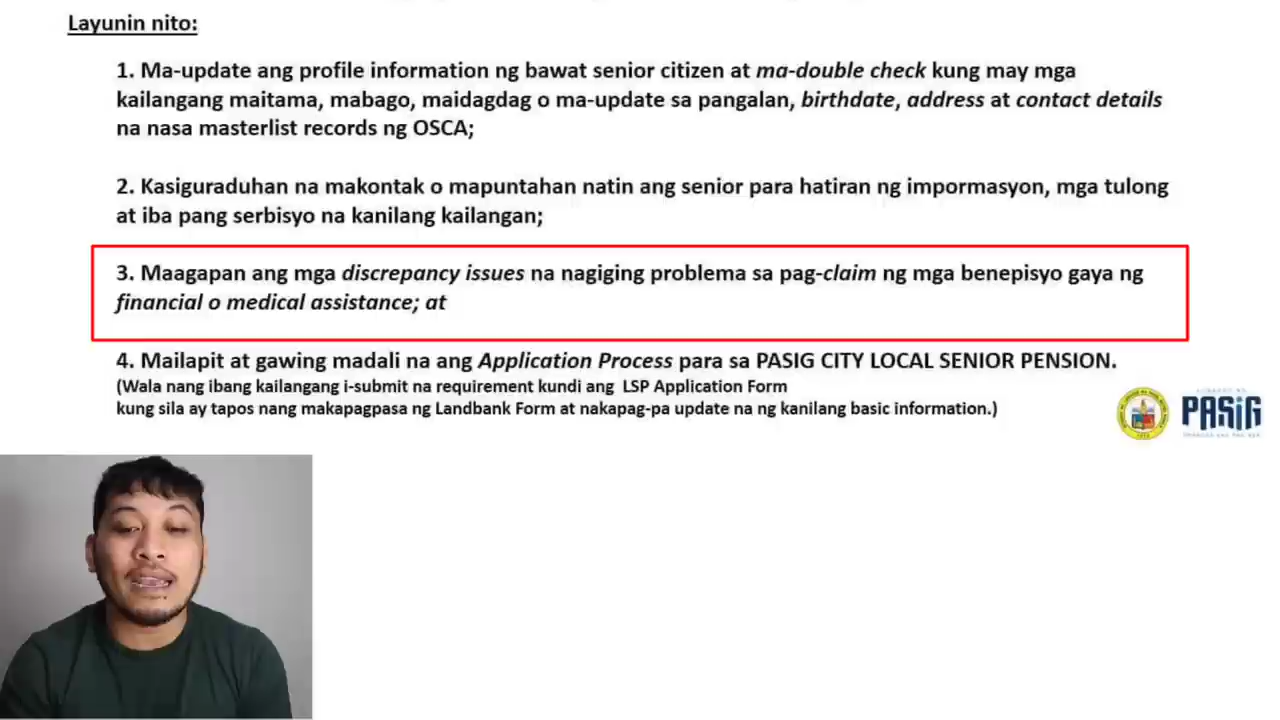 Layunin nito:
1. Ma-update ang profile information ng bawat senior citizen at ma-double check kung may mga
kailangang maitama, mabago, maidagdag o ma-update sa pangalan, birthdate, address at contact details
na nasa masterlist records ng OSCA;
2. Kasiguraduhan na makontak o mapuntahan natin ang senior para hatiran ng impormasyon, mga tulong
at iba pang serbisyo na kanilang kailangan;
3. Maagapan ang mga discrepancy issues na nagiging problema sa pag-claim ng mga benepisyo gaya ng
financial o medical assistance; at
4. Mailapit at gawing madali na ang Application Process para sa PASIG CITY LOCAL SENIOR PENSION.
(Wala nang ibang kailangang i-submit na requirement kundi ang LSP Application Form
kung sila ay tapos nang makapagpasa ng Landbank Form at nakapag-pa update na ng kanilang basic information.)
PASIG